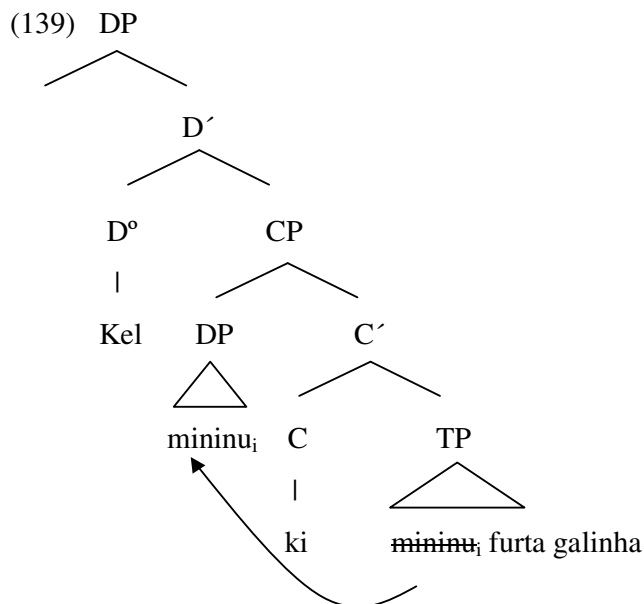 (139) DP
D´
Dº CP
Kel DP C´
mininuᵢ C TP
ki mininuᵢ furta galinha